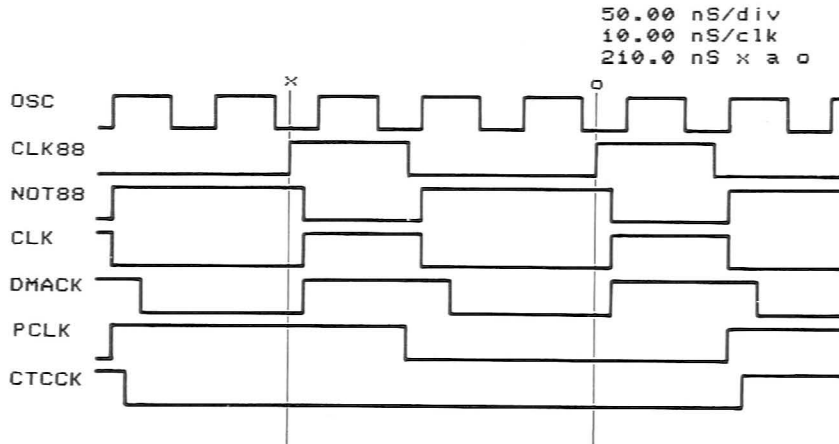 50.00 nS/div
10.00 nS/clk
210.0 nS x a o
x
o
OSC
CLK88
NOT88
CLK
DMACK
PCLK
CTCCK